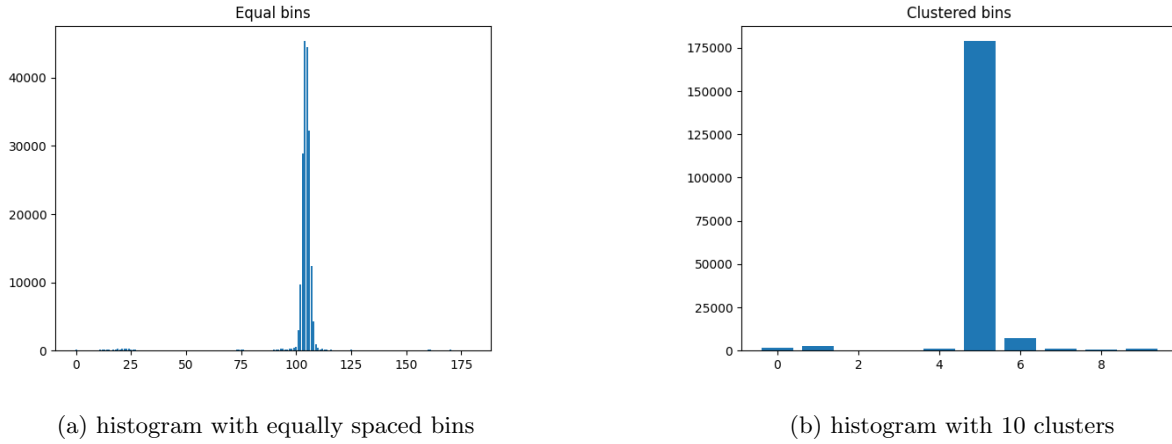 Equal bins
40000
30000
20000
10000
0
0 25 50 75 100 125 150 175
(a) histogram with equally spaced bins
Clustered bins
175000
150000
125000
100000
75000
50000
25000
0
0 2 4 6 8
(b) histogram with 10 clusters